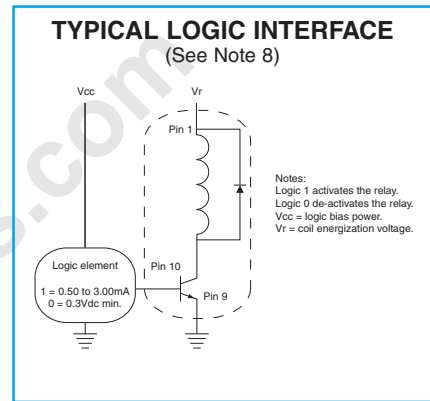 TYPICAL LOGIC INTERFACE
(See Note 8)
Vcc
Vr
Pin 1
Notes:
Logic 1 activates the relay.
Logic 0 de-activates the relay.
Vcc = logic bias power.
Vr = coil energization voltage.
Logic element
1 = 0.50 to 3.00mA
0 = 0.3Vdc min.
Pin 10
Pin 9
s.com